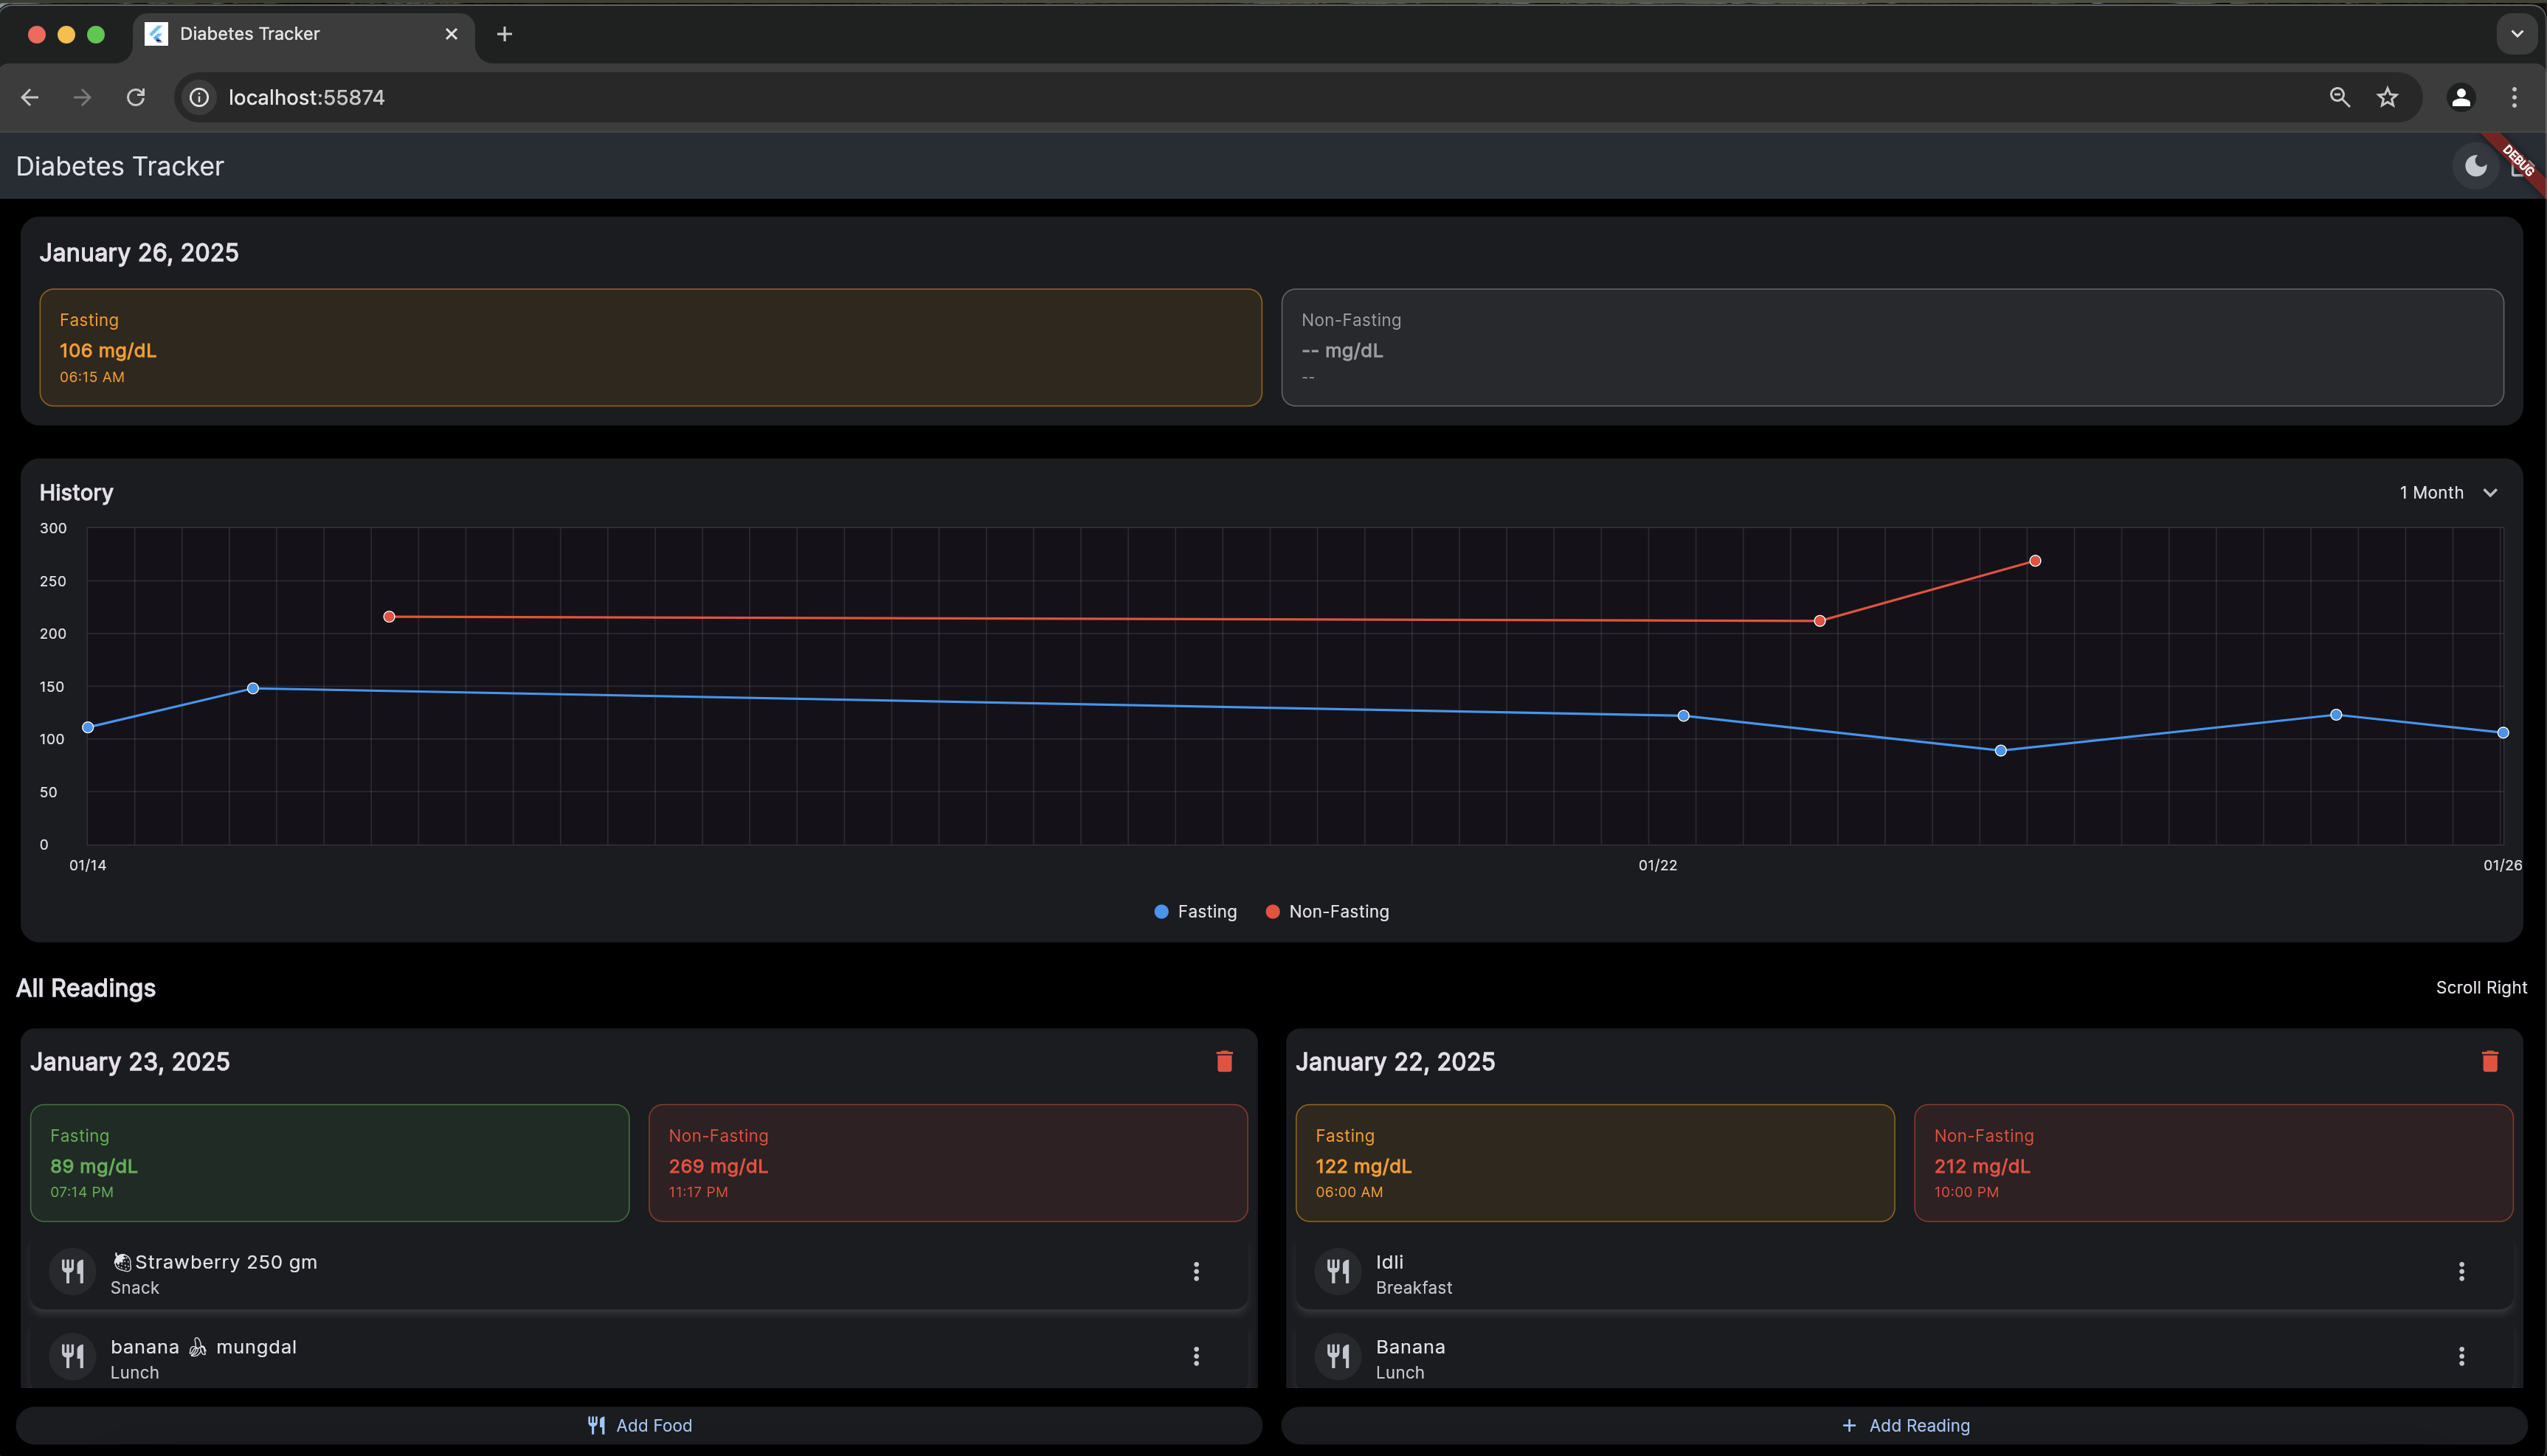 Diabetes Tracker
localhost:55874
Diabetes Tracker
DEBUG
January 26, 2025
Fasting
106 mg/dL
06:15 AM
Non-Fasting
-- mg/dL
--
History
1 Month
300
250
200
150
100
50
0
01/14
01/22
01/26
Fasting
Non-Fasting
All Readings
Scroll Right
January 23, 2025
Fasting
89 mg/dL
07:14 PM
Non-Fasting
269 mg/dL
11:17 PM
🍓Strawberry 250 gm
Snack
banana 🍌 mungdal
Lunch
January 22, 2025
Fasting
122 mg/dL
06:00 AM
Non-Fasting
212 mg/dL
10:00 PM
Idli
Breakfast
Banana
Lunch
Add Food
+ Add Reading